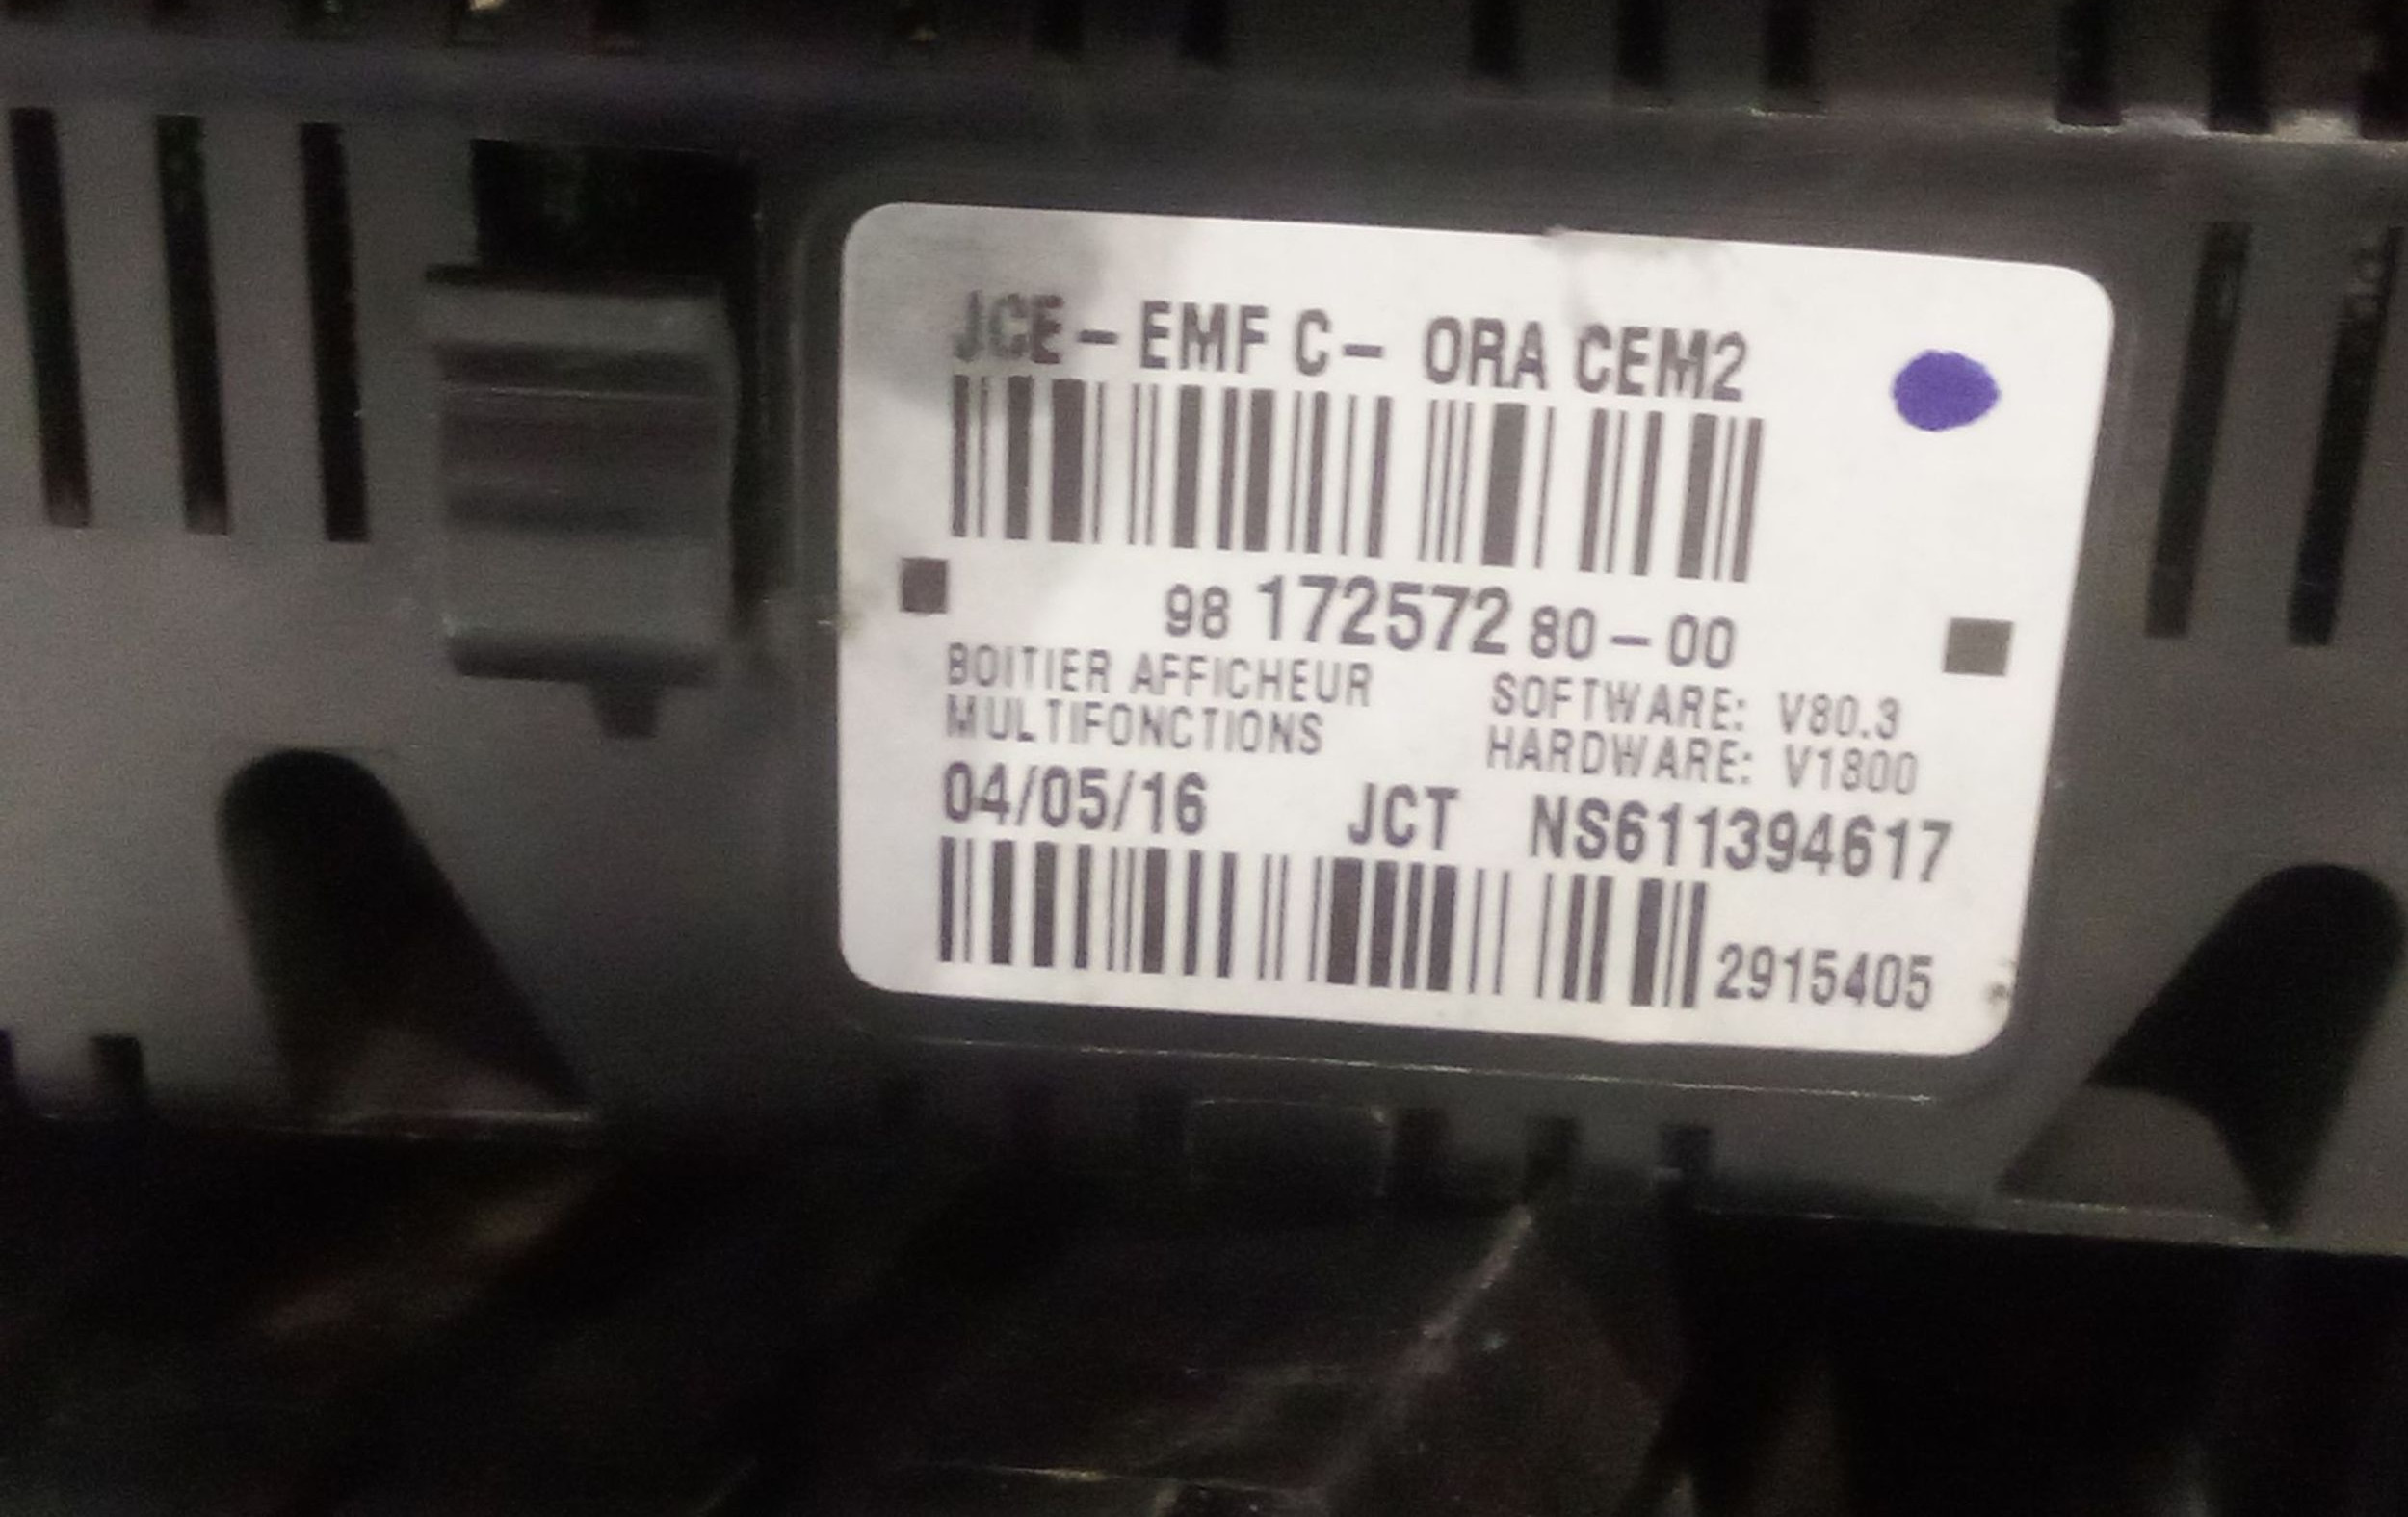 JCE - EMF C - ORA CEM2
98 172572 80 - 00
BOITIER AFFICHEUR
MULTIFONCTIONS
SOFTWARE: V80.3
HARDWARE: V1800
04/05/16 JCT NS611394617
2915405